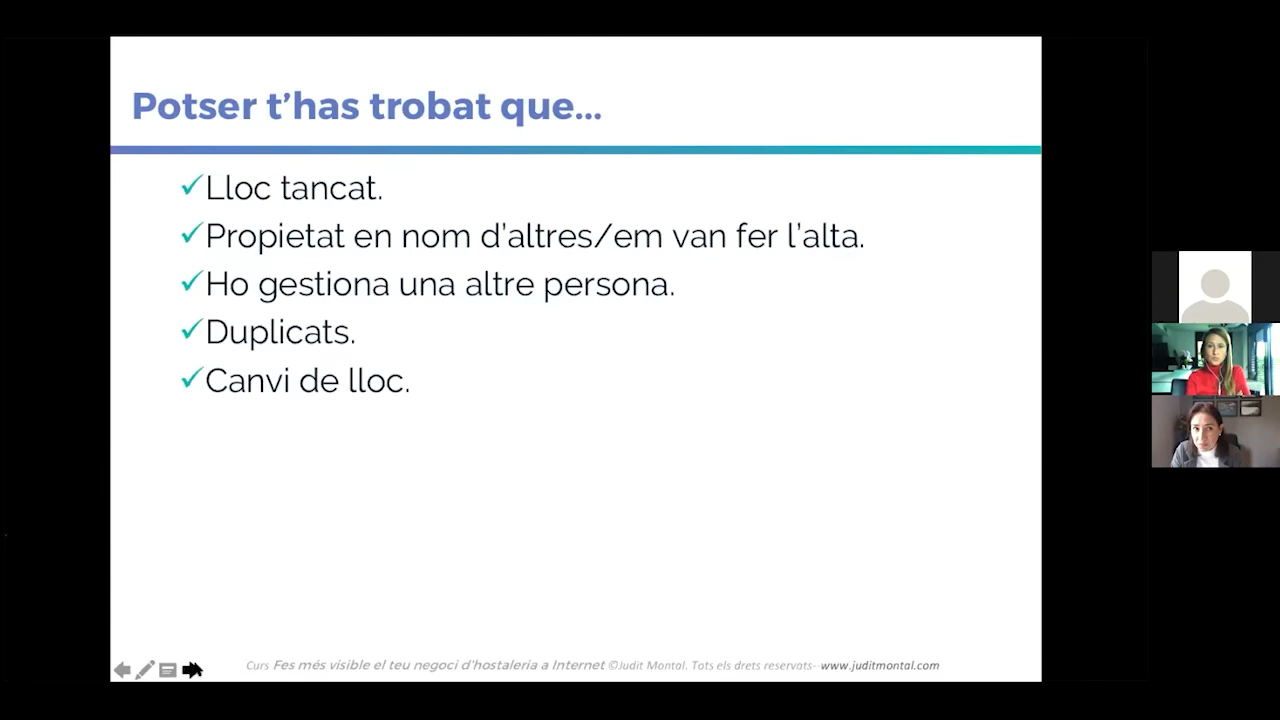 Potser t’has trobat que...
✓Lloc tancat.
✓Propietat en nom d’altres/em van fer l’alta.
✓Ho gestiona una altre persona.
✓Duplicats.
✓Canvi de lloc.
Curs Fes més visible el teu negoci d’hostaleria a Internet ©Judit Montal. Tots els drets reservats- www.juditmontal.com